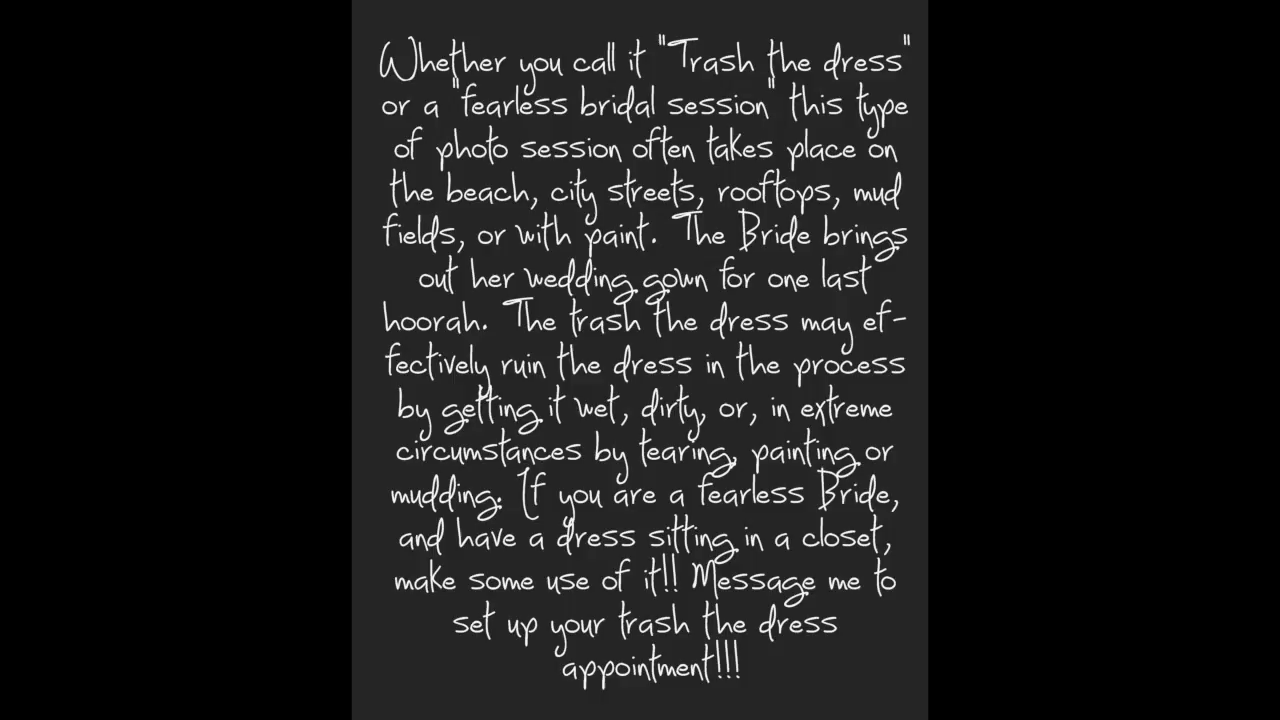 Whether you call it "Trash the dress"
or a "fearless bridal session" this type
of photo session often takes place on
the beach, city streets, rooftops, mud
fields, or with paint. The Bride brings
out her wedding gown for one last
hoorah. The trash the dress may ef-
fectively ruin the dress in the process
by getting it wet, dirty, or, in extreme
circumstances by tearing, painting or
mudding. If you are a fearless Bride,
and have a dress sitting in a closet,
make some use of it!! Message me to
set up your trash the dress
appointment!!!